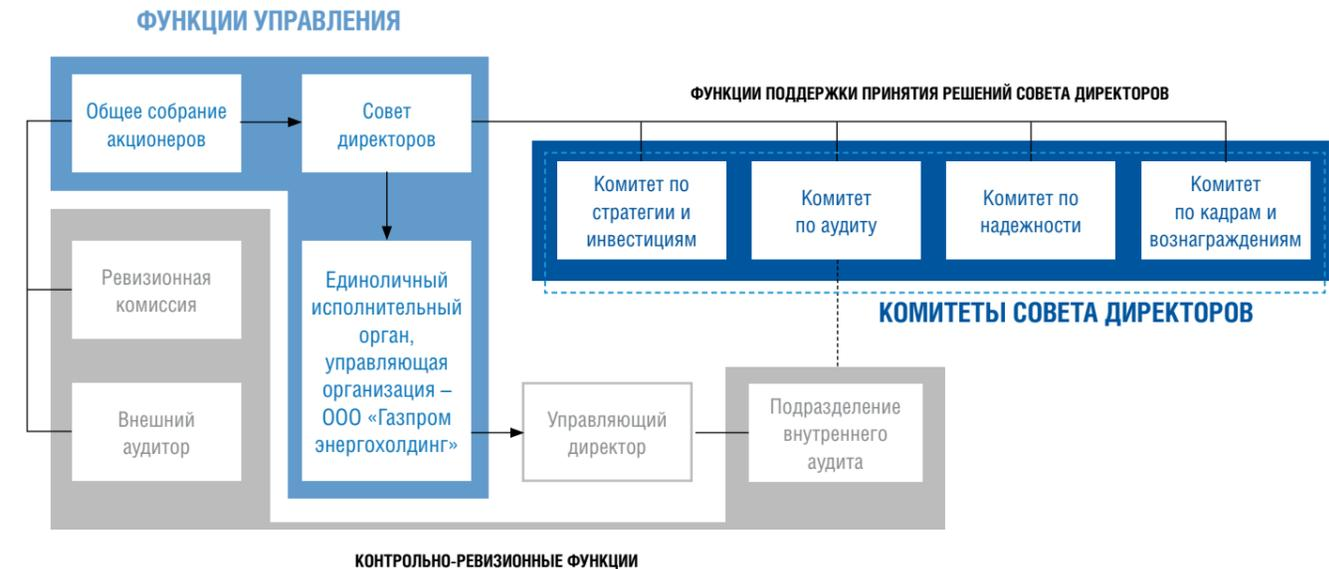 ФУНКЦИИ УПРАВЛЕНИЯ
Общее собрание
акционеров
Совет
директоров
ФУНКЦИИ ПОДДЕРЖКИ ПРИНЯТИЯ РЕШЕНИЙ СОВЕТА ДИРЕКТОРОВ
Комитет по
стратегии и
инвестициям
Комитет
по аудиту
Комитет по
надежности
Комитет
по кадрам и
вознаграждениям
КОМИТЕТЫ СОВЕТА ДИРЕКТОРОВ
Ревизионная
комиссия
Единоличный
исполнительный
орган,
управляющая
организация –
ООО «Газпром
энергохолдинг»
Внешний
аудитор
Управляющий
директор
Подразделение
внутреннего
аудита
КОНТРОЛЬНО-РЕВИЗИОННЫЕ ФУНКЦИИ